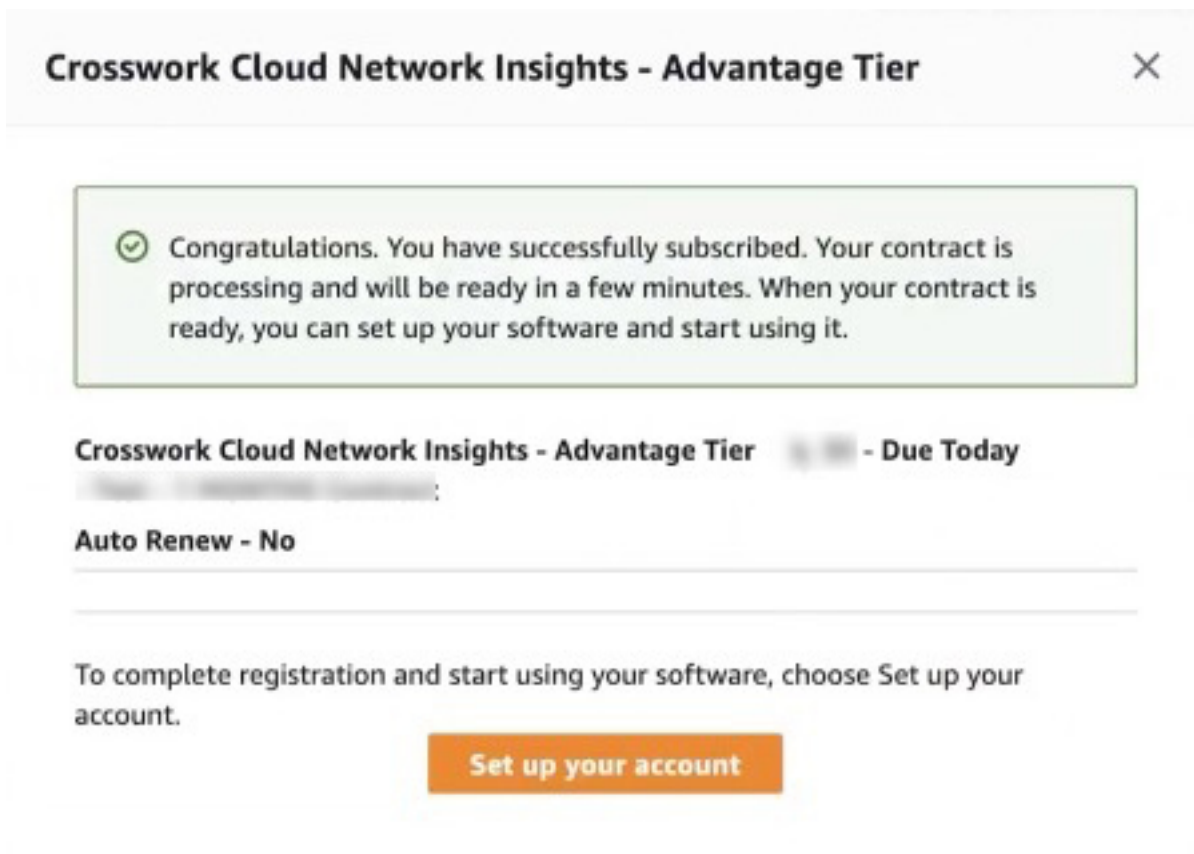 Crosswork Cloud Network Insights - Advantage Tier
Congratulations. You have successfully subscribed. Your contract is
processing and will be ready in a few minutes. When your contract is
ready, you can set up your software and start using it.
Crosswork Cloud Network Insights - Advantage Tier - Due Today
:
Auto Renew - No
To complete registration and start using your software, choose Set up your
account.
Set up your account